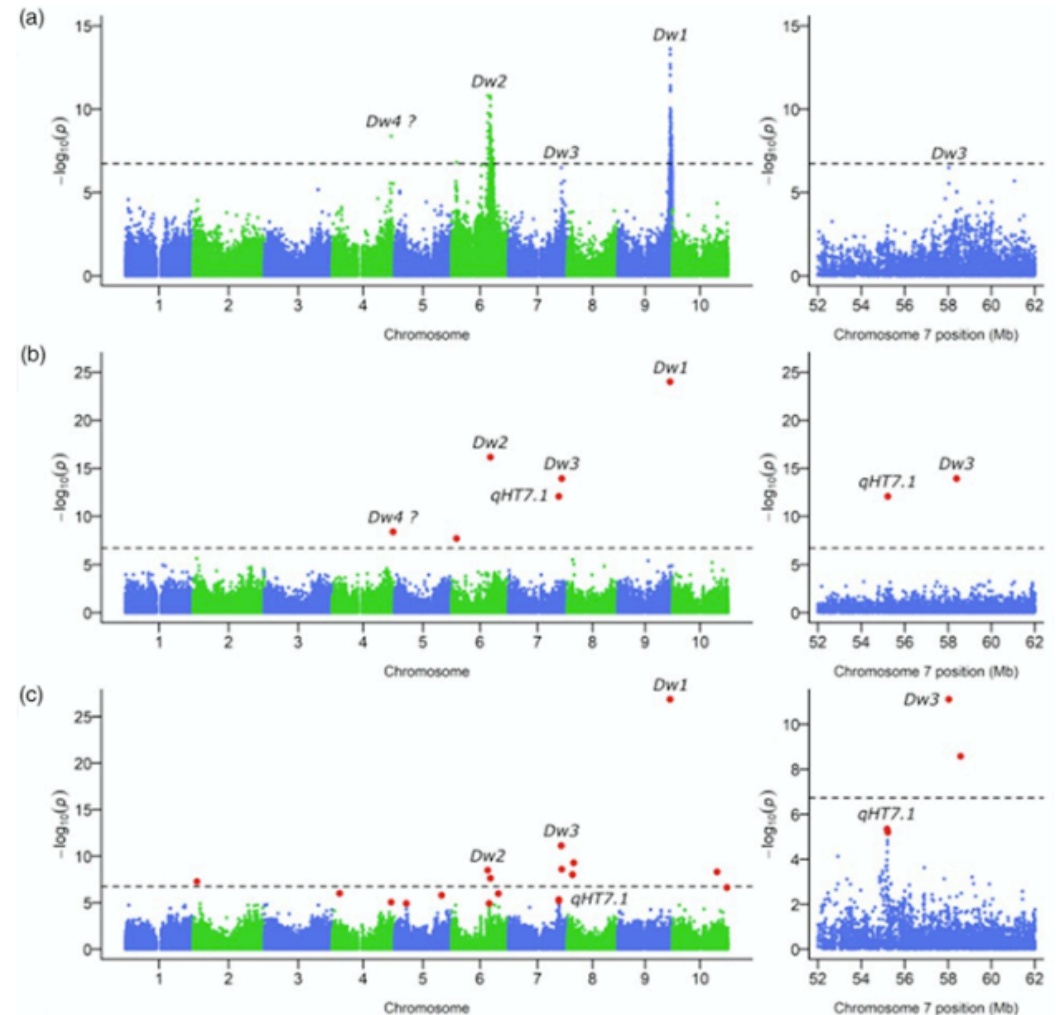 (a)
15
10
5
0
−log10(p)
Dw4 ?
Dw2
Dw3
Dw1
1 2 3 4 5 6 7 8 9 10
Chromosome
15
10
5
0
−log10(p)
Dw3
52 54 56 58 60 62
Chromosome 7 position (Mb)
(b)
25
20
15
10
5
0
−log10(p)
Dw1
Dw2
Dw3
qHT7.1
Dw4 ?
1 2 3 4 5 6 7 8 9 10
Chromosome
25
20
15
10
5
0
−log10(p)
qHT7.1
Dw3
52 54 56 58 60 62
Chromosome 7 position (Mb)
(c)
25
20
15
10
5
0
−log10(p)
Dw1
Dw3
Dw2
qHT7.1
1 2 3 4 5 6 7 8 9 10
Chromosome
10
8
6
4
2
0
−log10(p)
Dw3
qHT7.1
52 54 56 58 60 62
Chromosome 7 position (Mb)